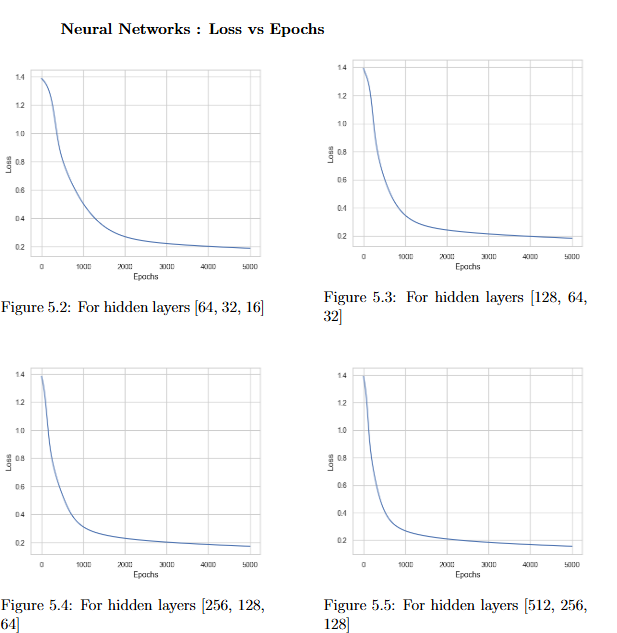 Neural Networks : Loss vs Epochs
1.4
1.2
1.0
0.8
0.6
0.4
0.2
Loss
0 1000 2000 3000 4000 5000
Epochs
Figure 5.2: For hidden layers [64, 32, 16]
1.4
1.2
1.0
0.8
0.6
0.4
0.2
Loss
0 1000 2000 3000 4000 5000
Epochs
Figure 5.3: For hidden layers [128, 64,
32]
1.4
1.2
1.0
0.8
0.6
0.4
0.2
Loss
0 1000 2000 3000 4000 5000
Epochs
Figure 5.4: For hidden layers [256, 128,
64]
1.4
1.2
1.0
0.8
0.6
0.4
0.2
Loss
0 1000 2000 3000 4000 5000
Epochs
Figure 5.5: For hidden layers [512, 256,
128]